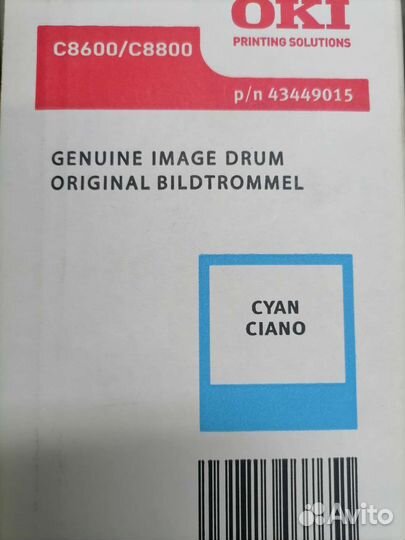 OKI
PRINTING SOLUTIONS
C8600/C8800
p/n 43449015
GENUINE IMAGE DRUM
ORIGINAL BILDTROMMEL
CYAN
CIANO
Avito